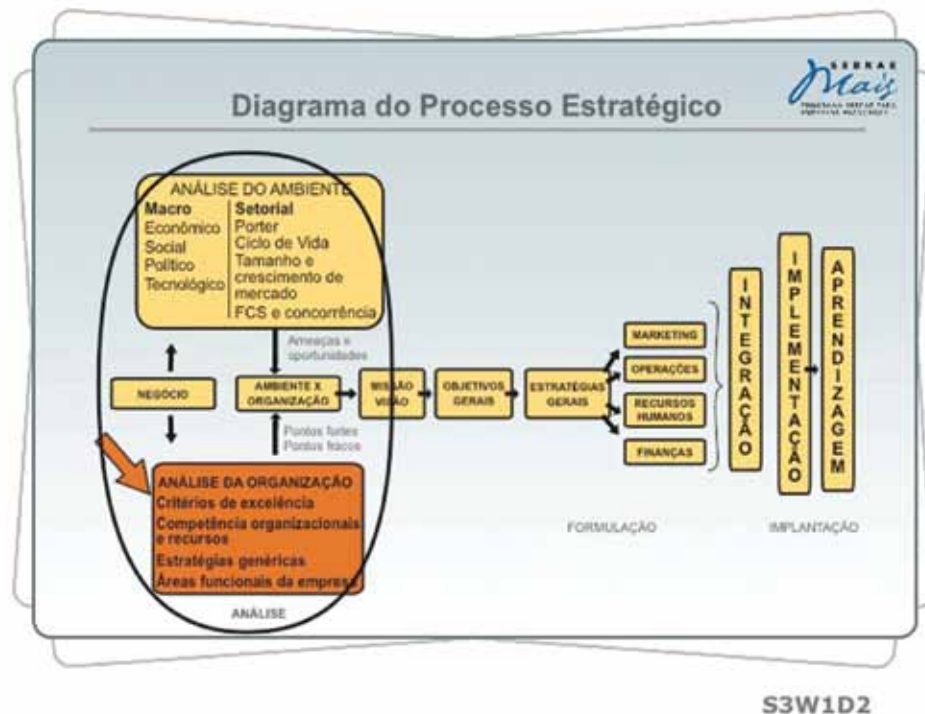 SEBRAE
Mais
Diagrama do Processo Estratégico
ANÁLISE DO AMBIENTE
Macro
Econômico
Social
Político
Tecnológico
Setorial
Porter
Ciclo de Vida
Tamanho e
crescimento de
mercado
FCS e concorrência
Ameaças e
oportunidades
NEGÓCIO
AMBIENTE X
ORGANIZAÇÃO
MISSÃO
VISÃO
OBJETIVOS
GERAIS
ESTRATÉGIAS
GERAIS
MARKETING
OPERAÇÕES
RECURSOS
HUMANOS
FINANÇAS
INTEGRAÇÃO
IMPLEMENTAÇÃO
APRENDIZAGEM
Pontos fortes
Pontos fracos
ANÁLISE DA ORGANIZAÇÃO
Critérios de excelência
Competência organizacionais
e recursos
Estratégias genéricas
Áreas funcionais da empresa
ANÁLISE
FORMULAÇÃO
IMPLANTAÇÃO
S3W1D2